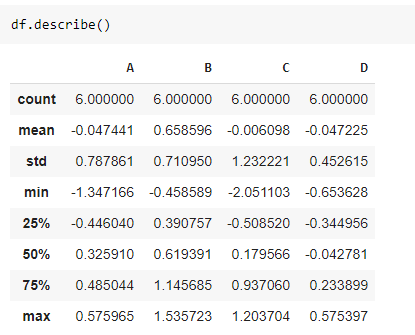 df.describe()
A B C D
count 6.000000 6.000000 6.000000 6.000000
mean -0.047441 0.658596 -0.006098 -0.047225
std 0.787861 0.710950 1.232221 0.452615
min -1.347166 -0.458589 -2.051103 -0.653628
25% -0.446040 0.390757 -0.508520 -0.344956
50% 0.325910 0.619391 0.179566 -0.042781
75% 0.485044 1.145685 0.937060 0.233899
max 0.575965 1.535723 1.203704 0.575397